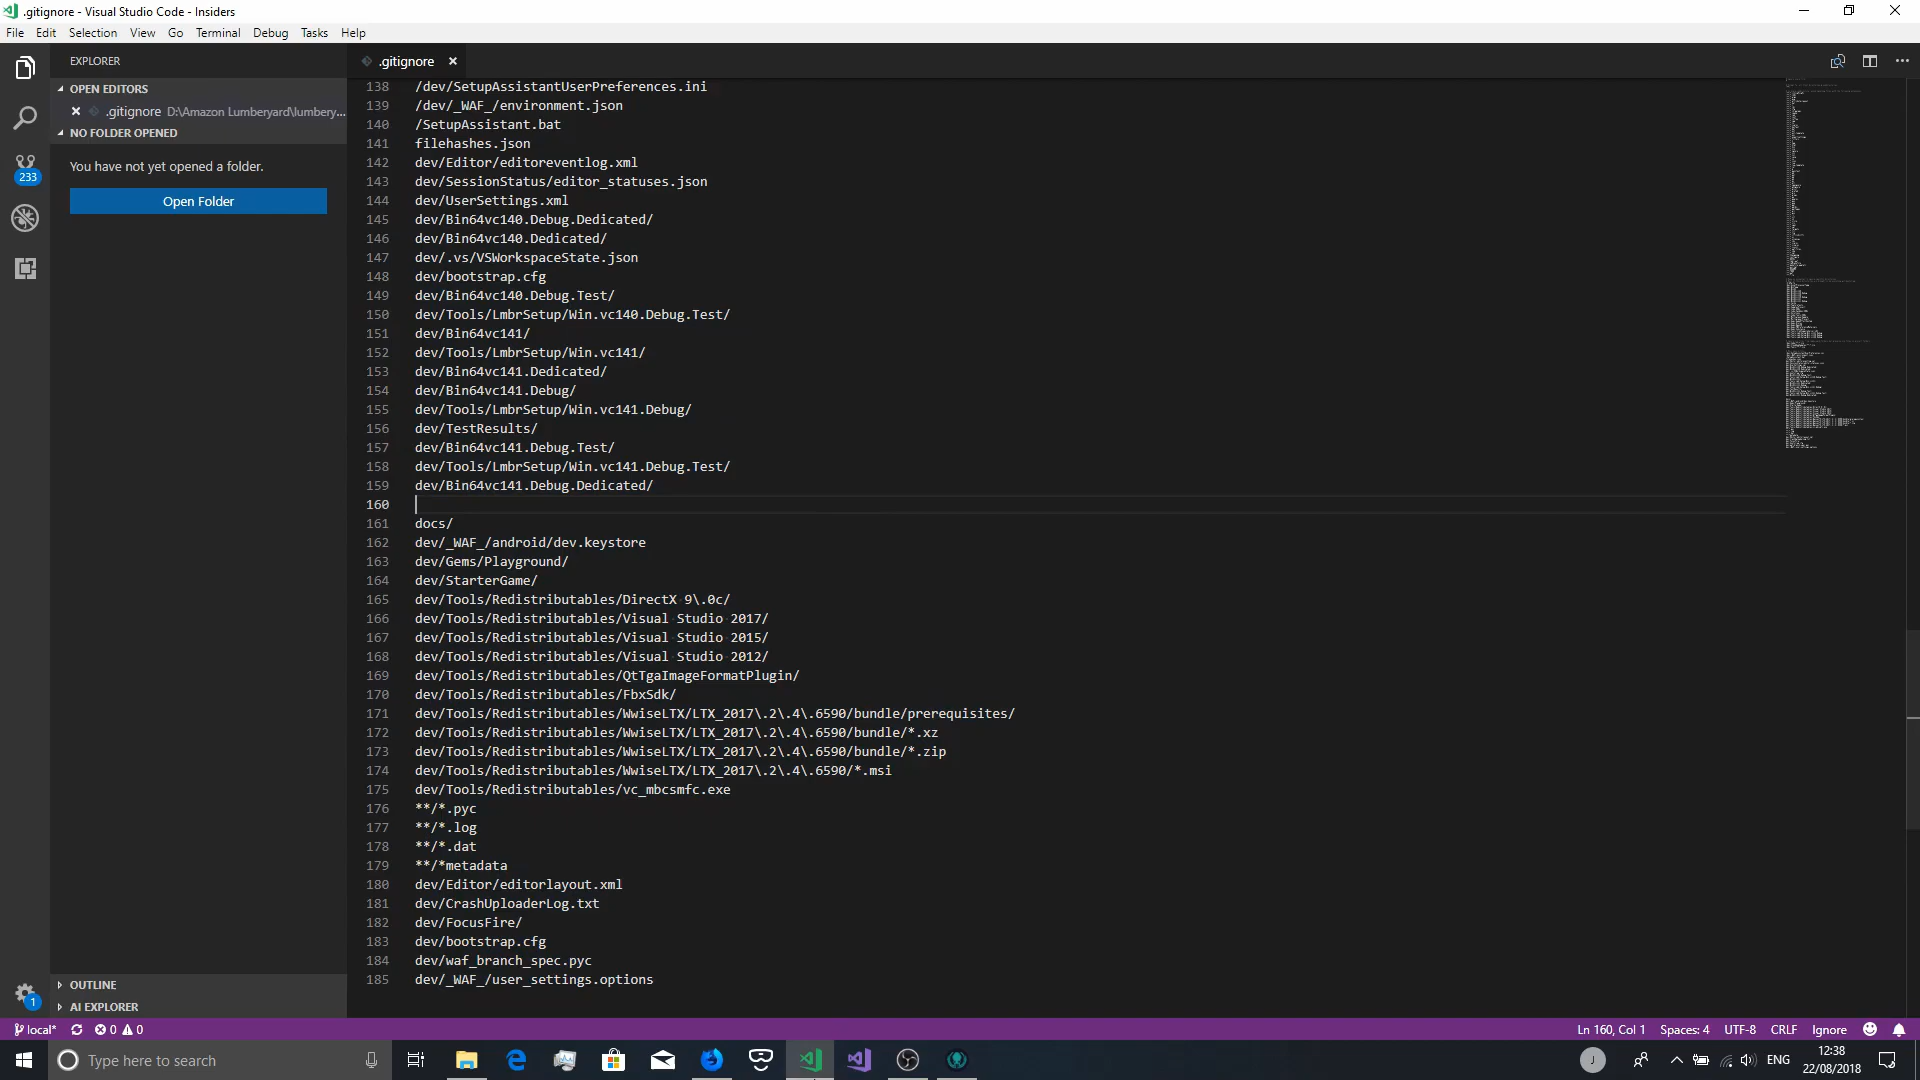 .gitignore - Visual Studio Code - Insiders
File Edit Selection View Go Terminal Debug Tasks Help
EXPLORER
OPEN EDITORS
.gitignore D:\Amazon Lumberyard\lumbery...
NO FOLDER OPENED
You have not yet opened a folder.
Open Folder
233
OUTLINE
AI EXPLORER
1
.gitignore
138 /dev/SetupAssistantUserPreferences.ini
139 /dev/_WAF_/environment.json
140 /SetupAssistant.bat
141 filehashes.json
142 dev/Editor/editoreventlog.xml
143 dev/SessionStatus/editor_statuses.json
144 dev/UserSettings.xml
145 dev/Bin64vc140.Debug.Dedicated/
146 dev/Bin64vc140.Dedicated/
147 dev/.vs/VSWorkspaceState.json
148 dev/bootstrap.cfg
149 dev/Bin64vc140.Debug.Test/
150 dev/Tools/LmbrSetup/Win.vc140.Debug.Test/
151 dev/Bin64vc141/
152 dev/Tools/LmbrSetup/Win.vc141/
153 dev/Bin64vc141.Dedicated/
154 dev/Bin64vc141.Debug/
155 dev/Tools/LmbrSetup/Win.vc141.Debug/
156 dev/TestResults/
157 dev/Bin64vc141.Debug.Test/
158 dev/Tools/LmbrSetup/Win.vc141.Debug.Test/
159 dev/Bin64vc141.Debug.Dedicated/
160
161 docs/
162 dev/_WAF_/android/dev.keystore
163 dev/Gems/Playground/
164 dev/StarterGame/
165 dev/Tools/Redistributables/DirectX 9\.0c/
166 dev/Tools/Redistributables/Visual Studio 2017/
167 dev/Tools/Redistributables/Visual Studio 2015/
168 dev/Tools/Redistributables/Visual Studio 2012/
169 dev/Tools/Redistributables/QtTgaImageFormatPlugin/
170 dev/Tools/Redistributables/FbxSdk/
171 dev/Tools/Redistributables/WwiseLTX/LTX_2017\.2\.4\.6590/bundle/prerequisites/
172 dev/Tools/Redistributables/WwiseLTX/LTX_2017\.2\.4\.6590/bundle/*.xz
173 dev/Tools/Redistributables/WwiseLTX/LTX_2017\.2\.4\.6590/bundle/*.zip
174 dev/Tools/Redistributables/WwiseLTX/LTX_2017\.2\.4\.6590/*.msi
175 dev/Tools/Redistributables/vc_mbcsmfc.exe
176 **/*.pyc
177 **/*.log
178 **/*.dat
179 **/*metadata
180 dev/Editor/editorlayout.xml
181 dev/CrashUploaderLog.txt
182 dev/FocusFire/
183 dev/bootstrap.cfg
184 dev/waf_branch_spec.pyc
185 dev/_WAF_/user_settings.options
local* 0 0 Ln 160, Col 1 Spaces: 4 UTF-8 CRLF Ignore
Type here to search
J
ENG
12:38
22/08/2018